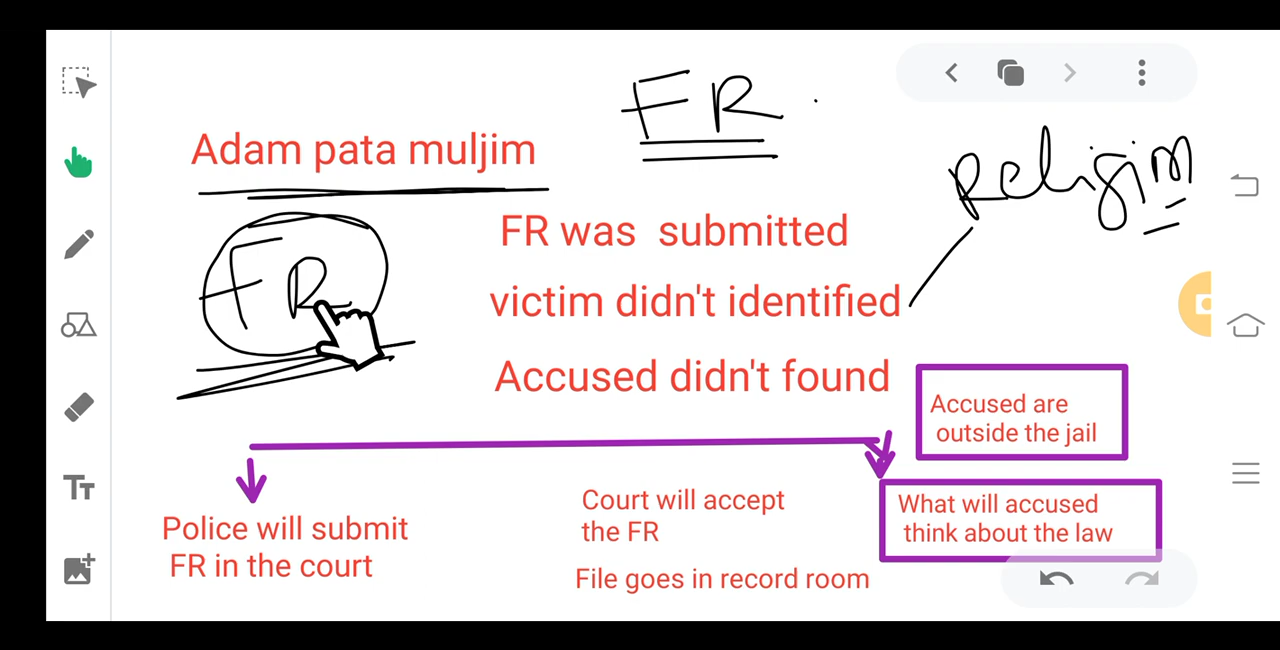 FR
Adam pata muljim
religim
FR
FR was submitted
victim didn't identified
Accused didn't found
Accused are
outside the jail
Police will submit
FR in the court
Court will accept
the FR
File goes in record room
What will accused
think about the law
Tт